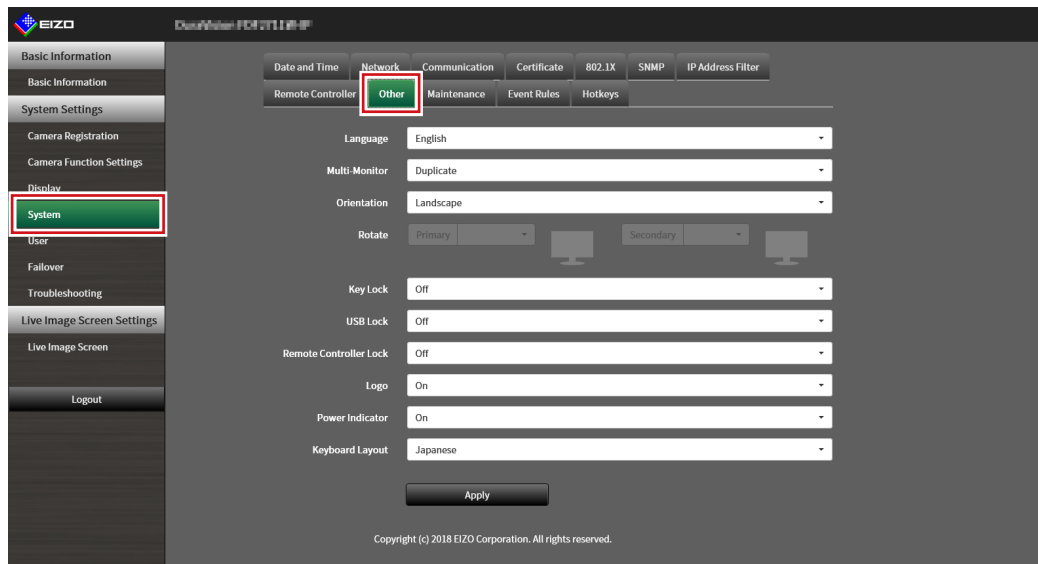 EIZO
Basic Information
Basic Information
System Settings
Camera Registration
Camera Function Settings
Display
System
User
Failover
Troubleshooting
Live Image Screen Settings
Live Image Screen
Logout
Date and Time Network Communication Certificate 802.1X SNMP IP Address Filter
Remote Controller Other Maintenance Event Rules Hotkeys
Language English
Multi-Monitor Duplicate
Orientation Landscape
Rotate Primary Secondary
Key Lock Off
USB Lock Off
Remote Controller Lock Off
Logo On
Power Indicator On
Keyboard Layout Japanese
Apply
Copyright (c) 2018 EIZO Corporation. All rights reserved.